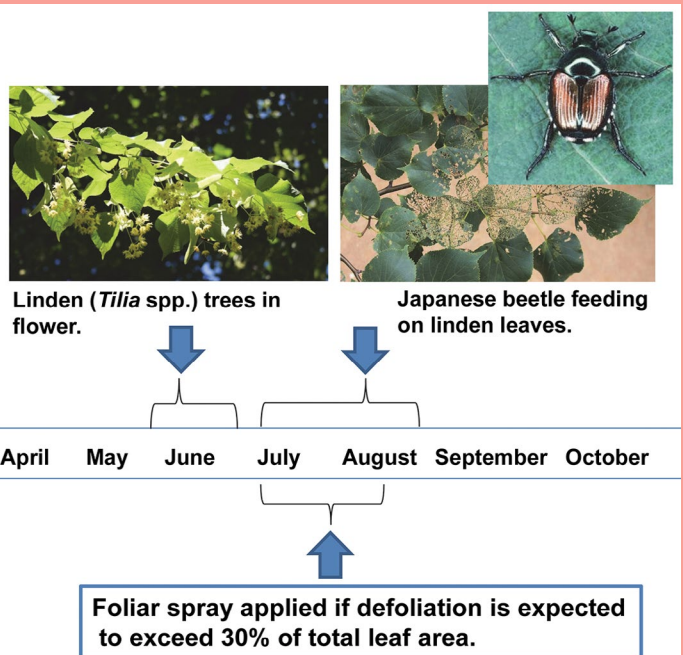 Linden (Tilia spp.) trees in
flower.
Japanese beetle feeding
on linden leaves.
April May June July August September October
Foliar spray applied if defoliation is expected
to exceed 30% of total leaf area.